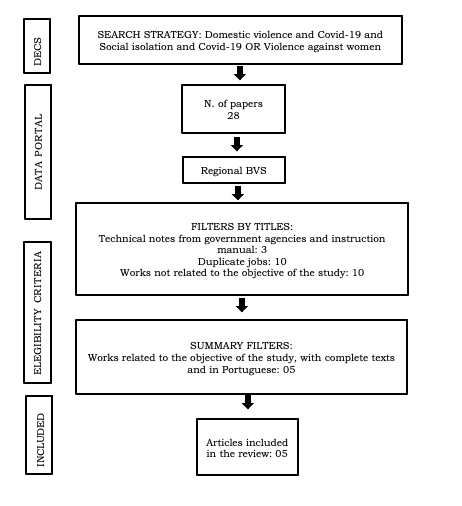 DECS
SEARCH STRATEGY: Domestic violence and Covid-19 and
Social isolation and Covid-19 OR Violence against women
DATA PORTAL
N. of papers
28
Regional BVS
ELEGIBILITY CRITERIA
FILTERS BY TITLES:
Technical notes from government agencies and instruction
manual: 3
Duplicate jobs: 10
Works not related to the objective of the study: 10
SUMMARY FILTERS:
Works related to the objective of the study, with complete texts
and in Portuguese: 05
INCLUDED
Articles included
in the review: 05